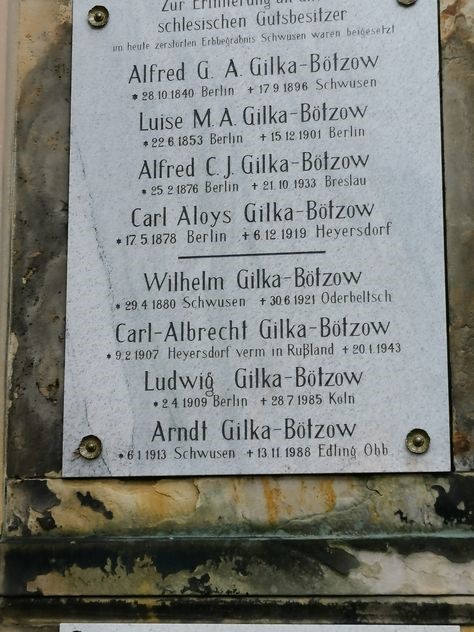 Zur Erinnerung an die
schlesischen Gutsbesitzer
im heute zerstörten Erbbegräbnis Schwusen waren beigesetzt
Alfred G. A. Gilka-Bötzow
* 28.10.1840 Berlin + 17.9.1896 Schwusen
Luise M. A. Gilka-Bötzow
* 22.6.1853 Berlin + 15.12.1901 Berlin
Alfred C. J. Gilka-Bötzow
* 25.2.1876 Berlin + 21.10.1933 Breslau
Carl Aloys Gilka-Bötzow
* 17.5.1878 Berlin + 6.12.1919 Heyersdorf
Wilhelm Gilka-Bötzow
* 29.4.1880 Schwusen + 30.6.1921 Oderbeltsch
Carl-Albrecht Gilka-Bötzow
* 9.2.1907 Heyersdorf verm in Rußland + 20.1.1943
Ludwig Gilka-Bötzow
* 2.4.1909 Berlin + 28.7.1985 Köln
Arndt Gilka-Bötzow
* 6.1.1913 Schwusen + 13.11.1988 Edling Obb